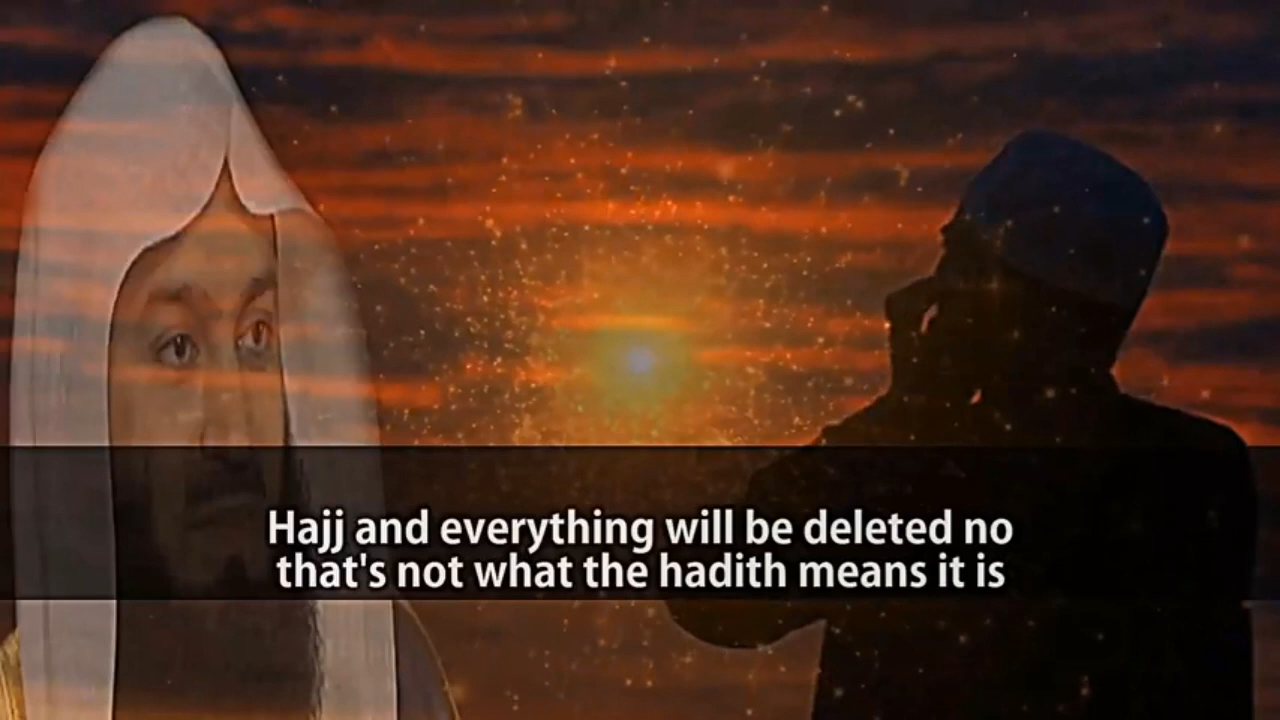 Hajj and everything will be deleted no
that's not what the hadith means it is